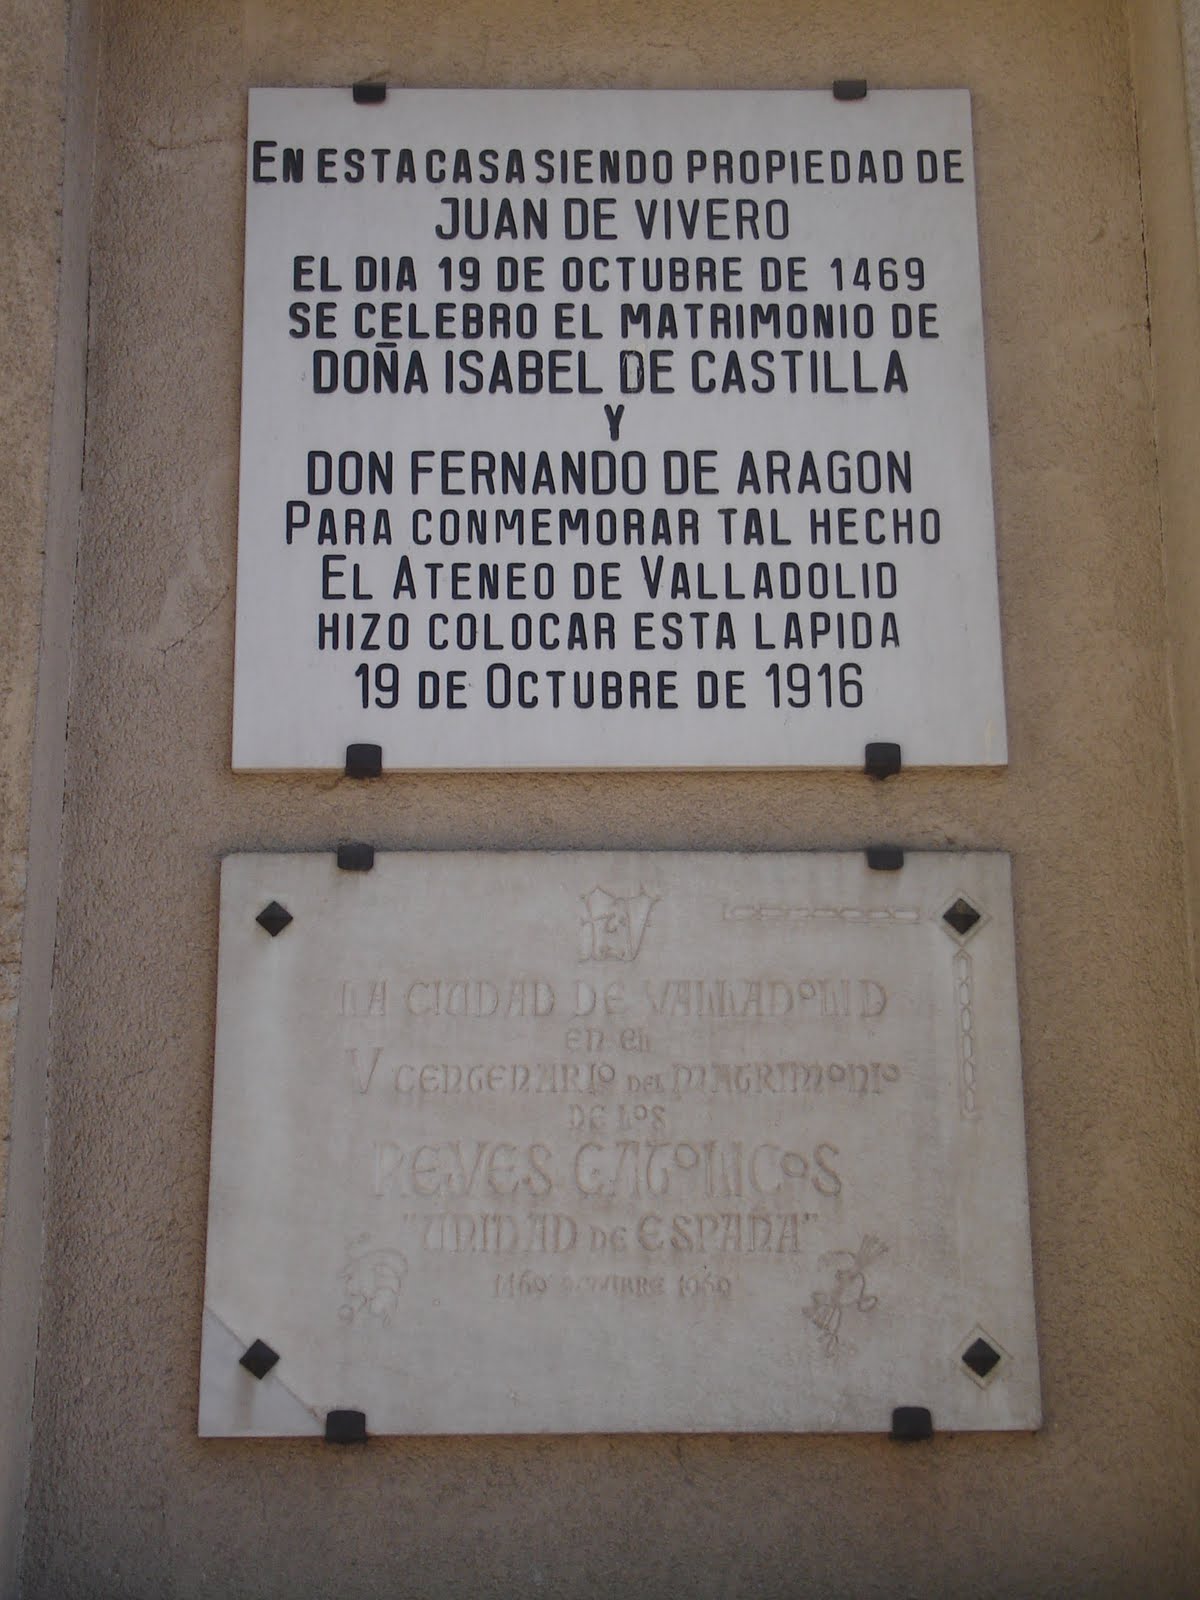 EN ESTA CASA SIENDO PROPIEDAD DE
JUAN DE VIVERO
EL DIA 19 DE OCTUBRE DE 1469
SE CELEBRO EL MATRIMONIO DE
DOÑA ISABEL DE CASTILLA
Y
DON FERNANDO DE ARAGON
PARA CONMEMORAR TAL HECHO
EL ATENEO DE VALLADOLID
HIZO COLOCAR ESTA LAPIDA
19 DE OCTUBRE DE 1916
LA CIUDAD DE VALLADOLID
EN EL
V CENTENARIO DEL MATRIMONIO
DE LOS
REYES CATOLICOS
"UNIDAD DE ESPAÑA"
1469 OCTUBRE 1969